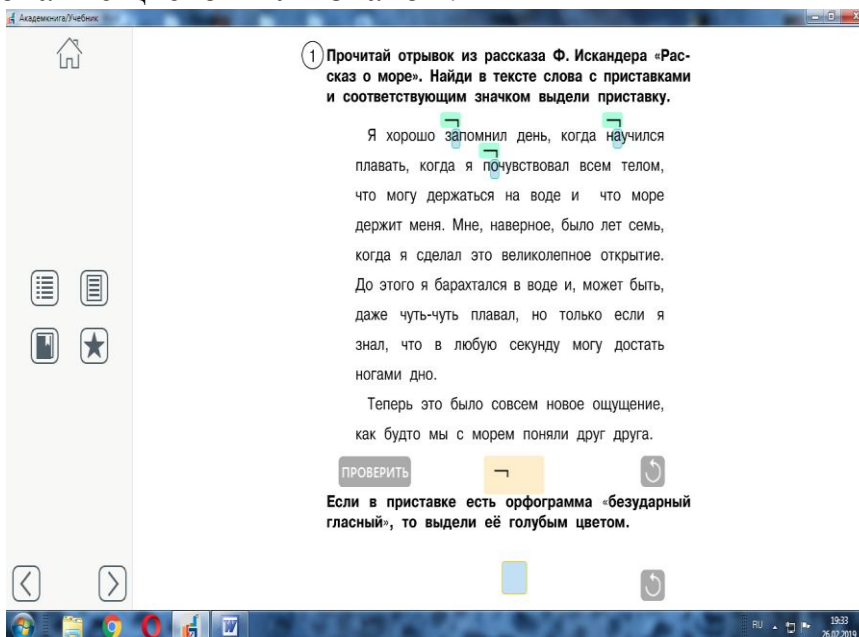 Академкнига/Учебник
1 Прочитай отрывок из рассказа Ф. Искандера «Рас-
сказ о море». Найди в тексте слова с приставками
и соответствующим значком выдели приставку.
Я хорошо запомнил день, когда научился
плавать, когда я почувствовал всем телом,
что могу держаться на воде и что море
держит меня. Мне, наверное, было лет семь,
когда я сделал это великолепное открытие.
До этого я барахтался в воде и, может быть,
даже чуть-чуть плавал, но только если я
знал, что в любую секунду могу достать
ногами дно.
Теперь это было совсем новое ощущение,
как будто мы с морем поняли друг друга.
ПРОВЕРИТЬ
Если в приставке есть орфограмма «безударный
гласный», то выдели её голубым цветом.
RU
19:33
26.02.2019